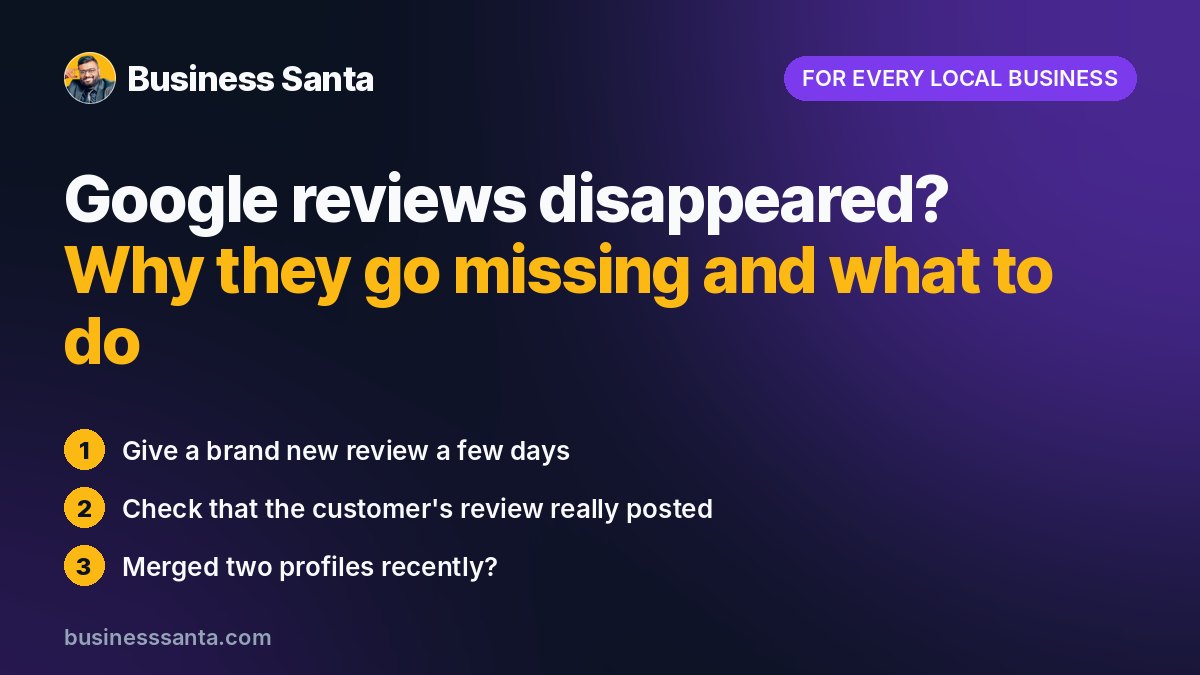 Business Santa
FOR EVERY LOCAL BUSINESS
Google reviews disappeared?
Why they go missing and what to
do
1 Give a brand new review a few days
2 Check that the customer's review really posted
3 Merged two profiles recently?
businesssanta.com